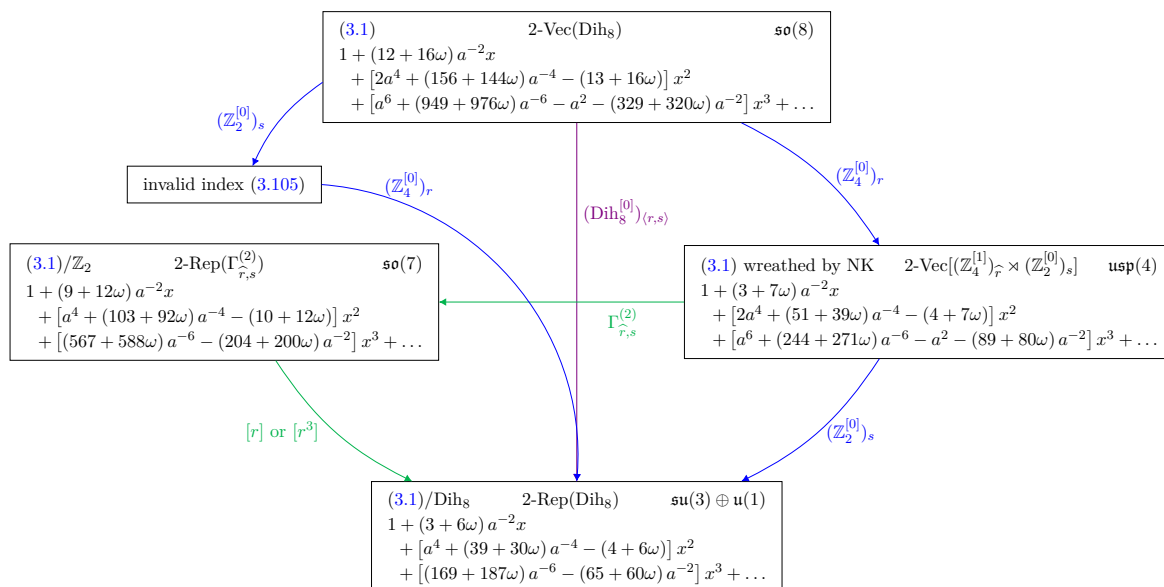 (3.1) 2-Vec(Dih₈) 𝔰𝔬(8)
1 + (12 + 16ω) a⁻²x
+ [2a⁴ + (156 + 144ω) a⁻⁴ − (13 + 16ω)] x²
+ [a⁶ + (949 + 976ω) a⁻⁶ − a² − (329 + 320ω) a⁻²] x³ + …
(ℤ₂^{[0]})_s
invalid index (3.105)
(ℤ₄^{[0]})_r
(ℤ₄^{[0]})_r
(Dih₈^{[0]})_{⟨r,s⟩}
(3.1)/ℤ₂ 2-Rep(Γ^{(2)}_{r̂,s}) 𝔰𝔬(7)
1 + (9 + 12ω) a⁻²x
+ [a⁴ + (103 + 92ω) a⁻⁴ − (10 + 12ω)] x²
+ [(567 + 588ω) a⁻⁶ − (204 + 200ω) a⁻²] x³ + …
(3.1) wreathed by NK 2-Vec[(ℤ₄^{[1]})_{r̂} ⋊ (ℤ₂^{[0]})_s] 𝔲𝔰𝔭(4)
1 + (3 + 7ω) a⁻²x
+ [2a⁴ + (51 + 39ω) a⁻⁴ − (4 + 7ω)] x²
+ [a⁶ + (244 + 271ω) a⁻⁶ − a² − (89 + 80ω) a⁻²] x³ + …
Γ^{(2)}_{r̂,s}
[r] or [r³]
(ℤ₂^{[0]})_s
(3.1)/Dih₈ 2-Rep(Dih₈) 𝔰𝔲(3) ⊕ 𝔲(1)
1 + (3 + 6ω) a⁻²x
+ [a⁴ + (39 + 30ω) a⁻⁴ − (4 + 6ω)] x²
+ [(169 + 187ω) a⁻⁶ − (65 + 60ω) a⁻²] x³ + …